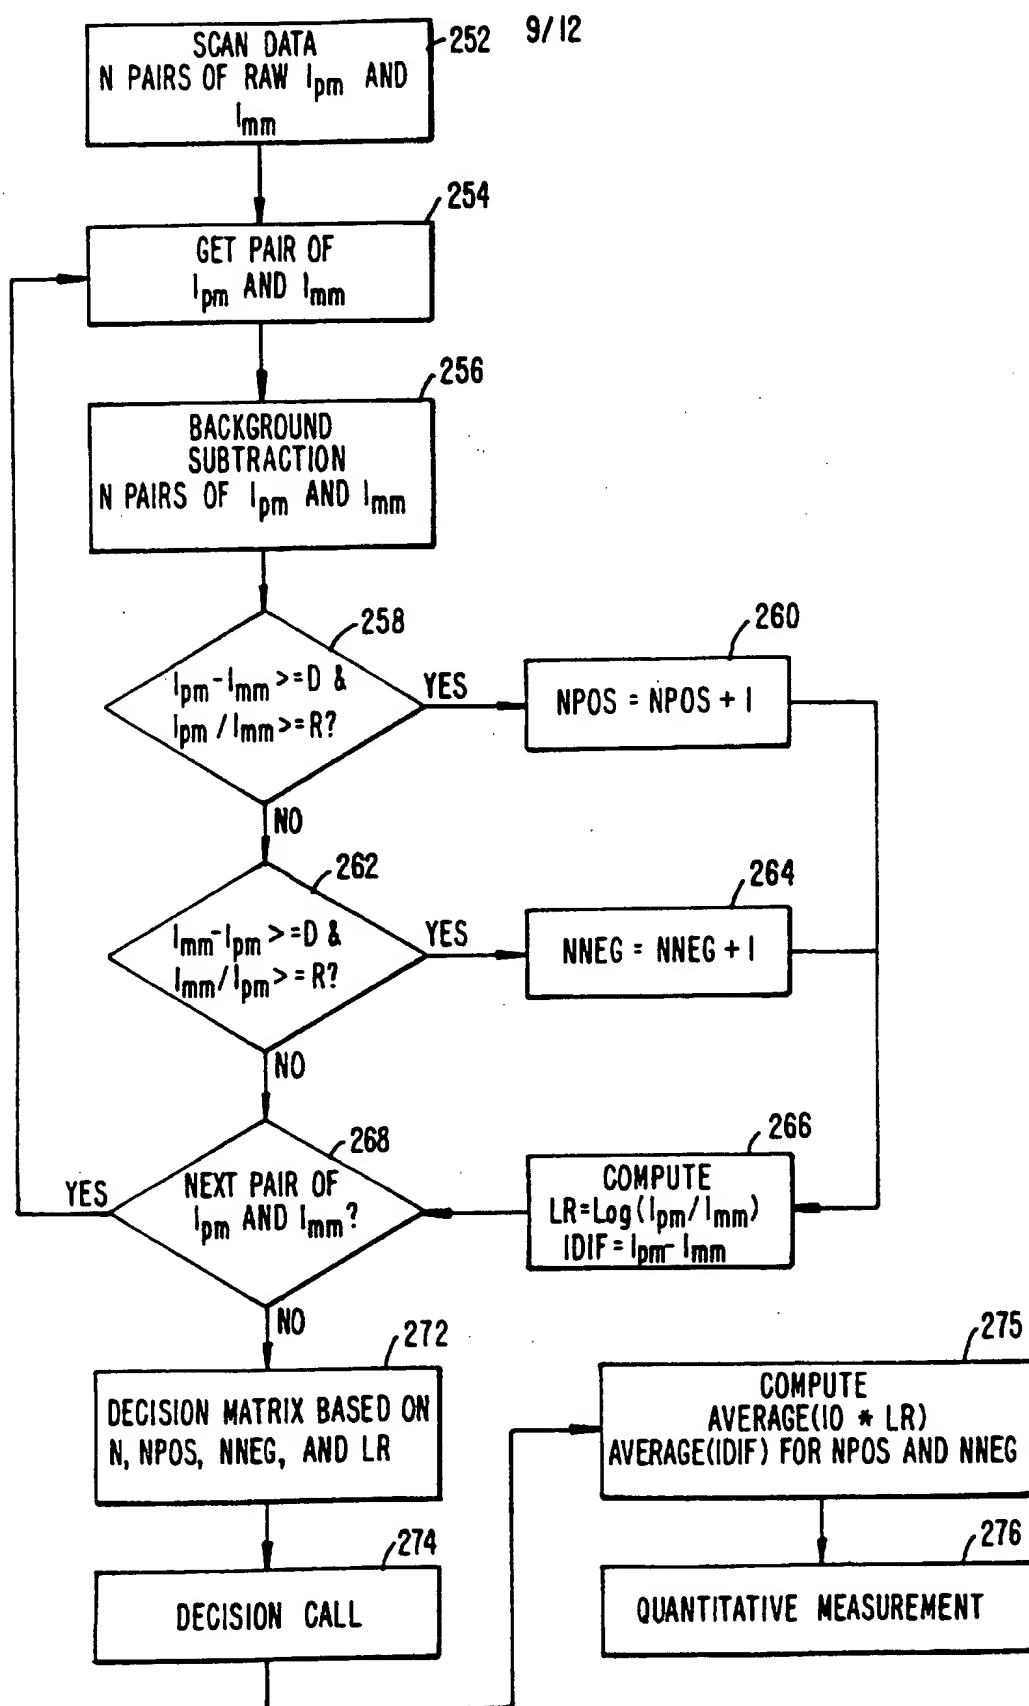 9/12
252
SCAN DATA
N PAIRS OF RAW Ipm AND
Imm
254
GET PAIR OF
Ipm AND Imm
256
BACKGROUND
SUBTRACTION
N PAIRS OF Ipm AND Imm
258
Ipm-Imm >=D &
Ipm / Imm >=R?
YES
260
NPOS = NPOS + 1
NO
262
Imm-Ipm >=D &
Imm/Ipm >=R?
YES
264
NNEG = NNEG + 1
NO
268
NEXT PAIR OF
Ipm AND Imm?
YES
266
COMPUTE
LR=Log(Ipm/Imm)
IDIF=Ipm-Imm
NO
272
DECISION MATRIX BASED ON
N, NPOS, NNEG, AND LR
274
DECISION CALL
275
COMPUTE
AVERAGE(10 * LR)
AVERAGE(IDIF) FOR NPOS AND NNEG
276
QUANTITATIVE MEASUREMENT